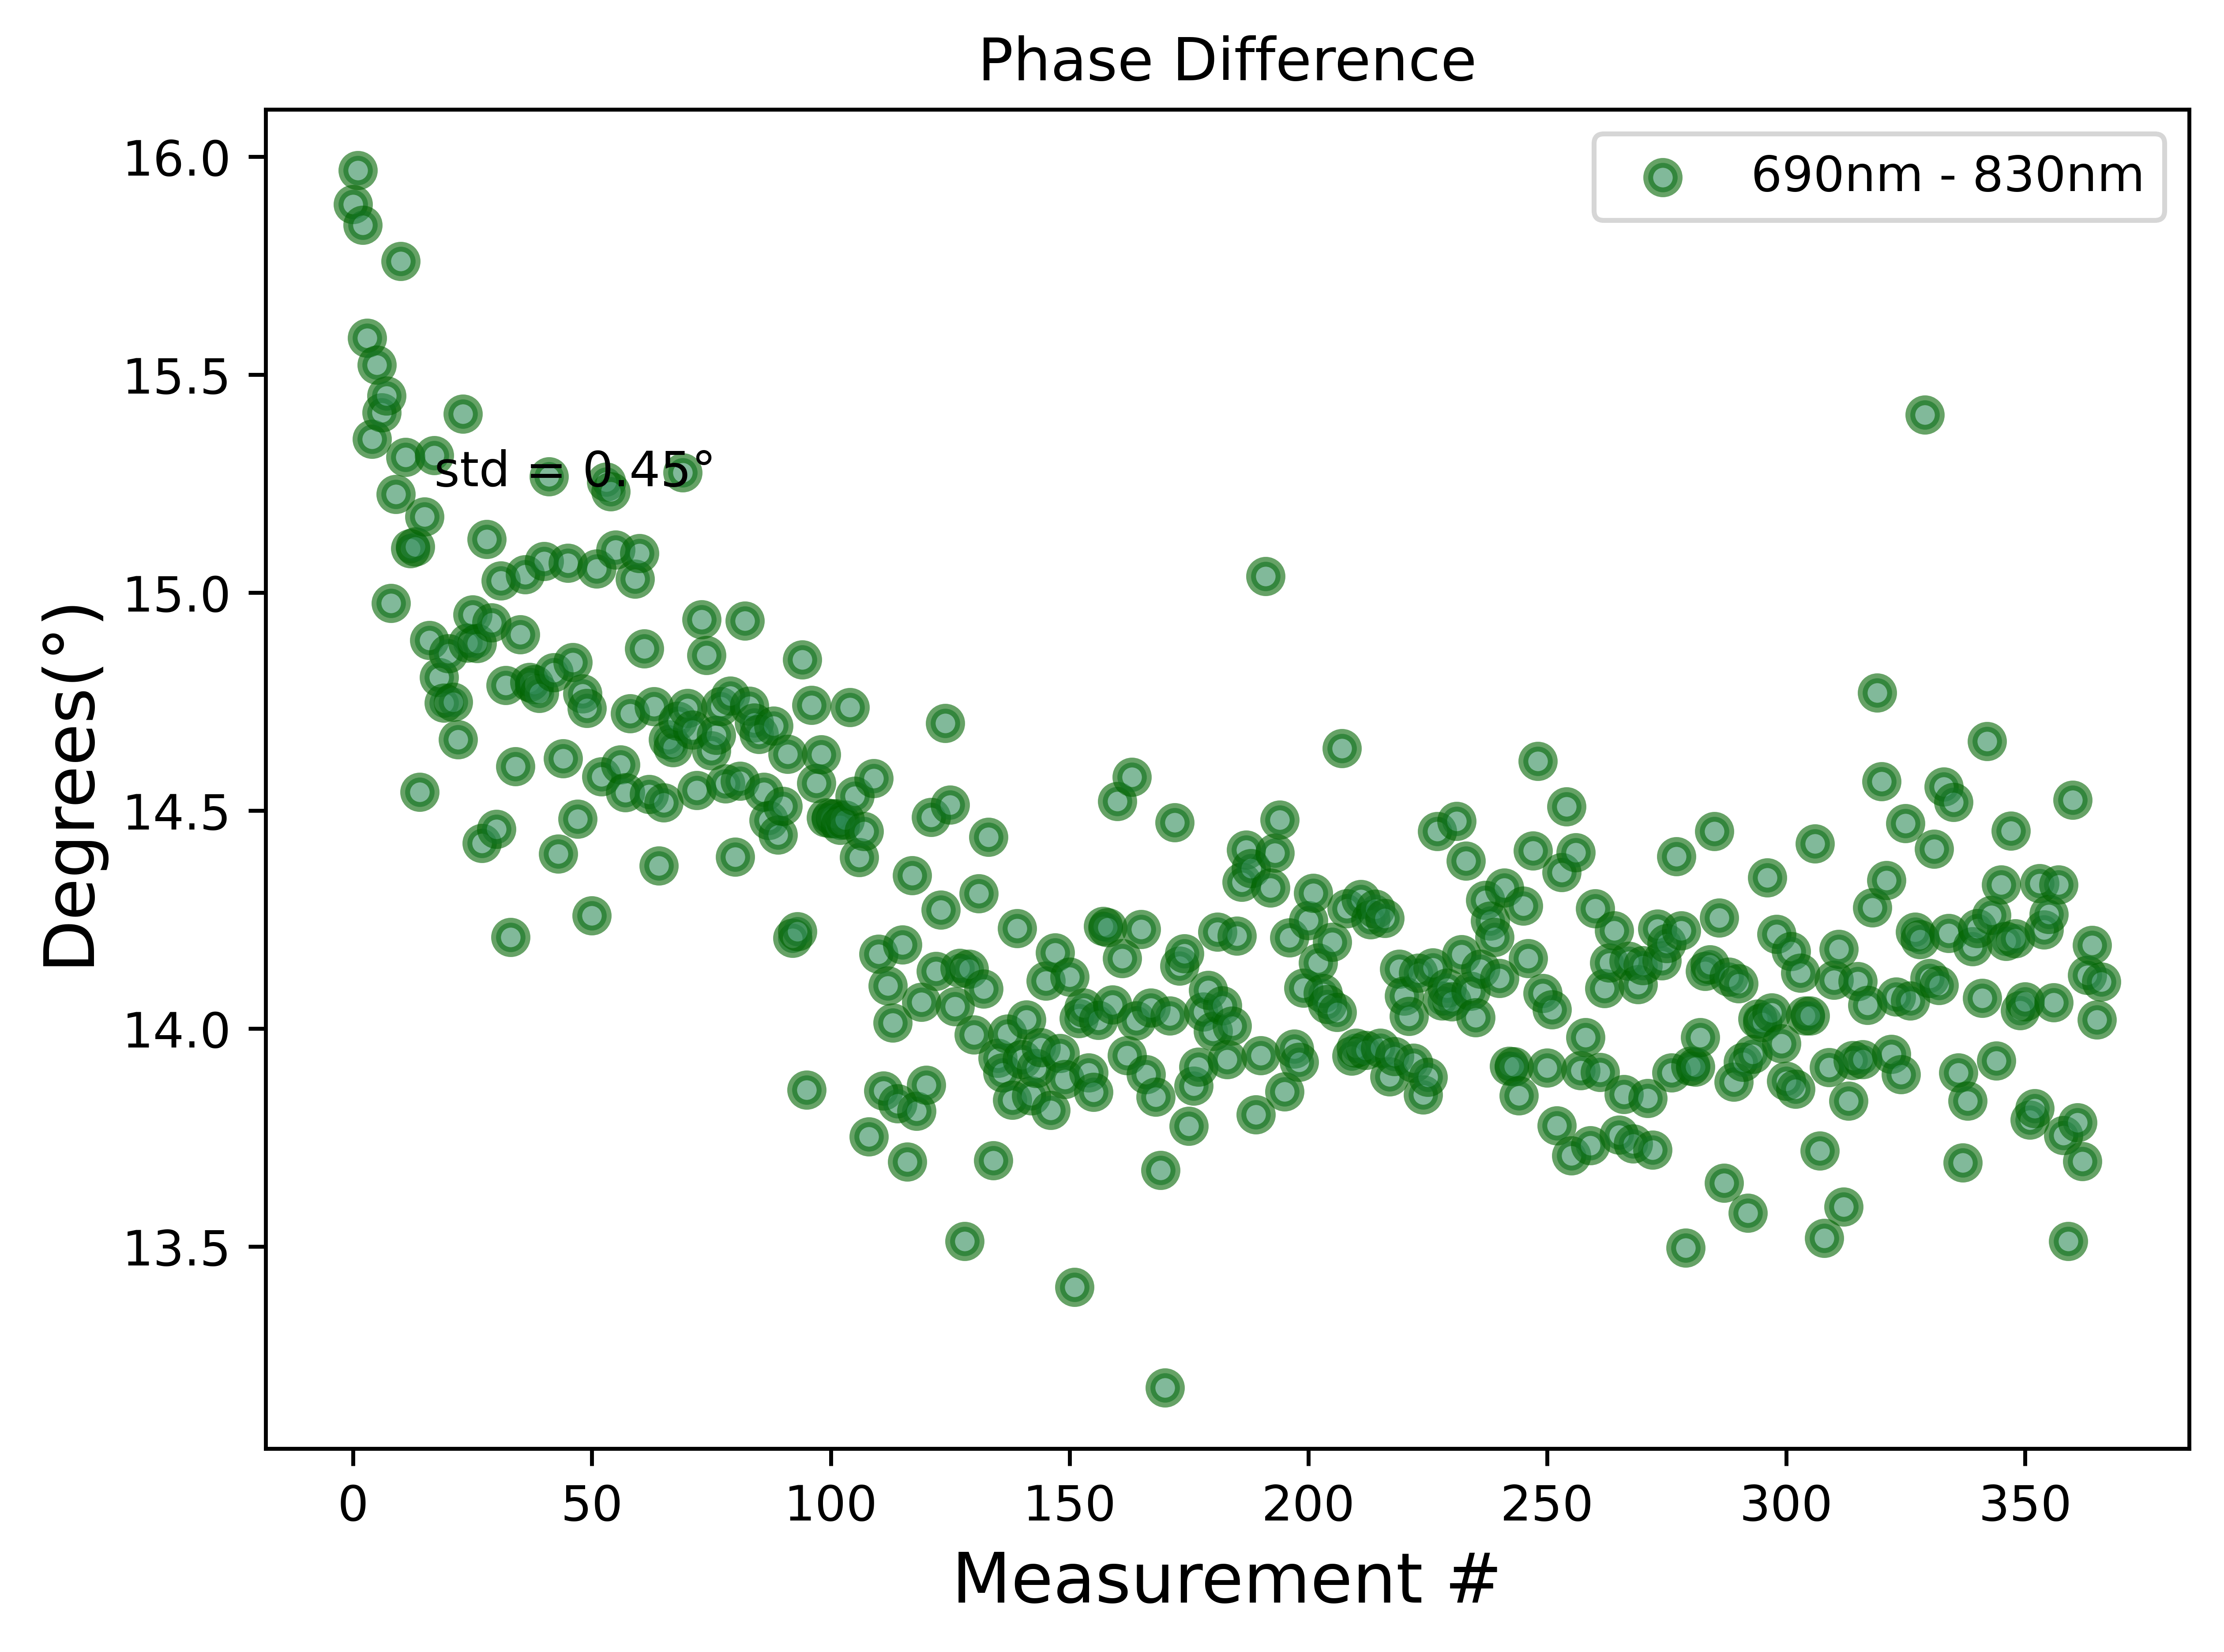 Phase Difference
690nm - 830nm
std = 0.45°
Degrees(°)
16.0
15.5
15.0
14.5
14.0
13.5
0 50 100 150 200 250 300 350
Measurement #